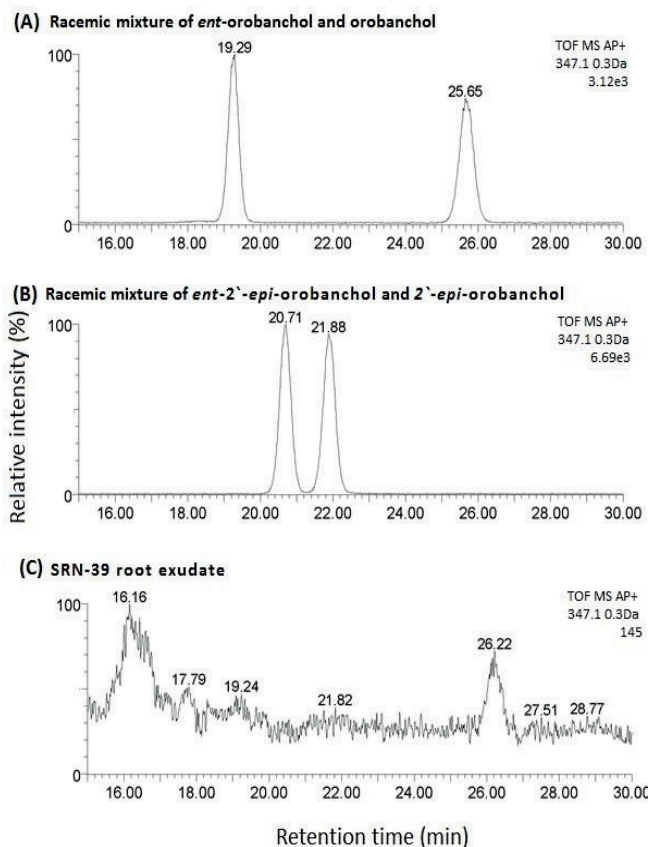 (A) Racemic mixture of ent-orobanchol and orobanchol
19.29
100
TOF MS AP+
347.1 0.3Da
3.12e3
25.65
0
16.00 18.00 20.00 22.00 24.00 26.00 28.00 30.00
(B) Racemic mixture of ent-2`-epi-orobanchol and 2`-epi-orobanchol
20.71 21.88
100
TOF MS AP+
347.1 0.3Da
6.69e3
0
16.00 18.00 20.00 22.00 24.00 26.00 28.00 30.00
Relative intensity (%)
(C) SRN-39 root exudate
16.16
100
TOF MS AP+
347.1 0.3Da
145
26.22
17.79
19.24
21.82
27.51 28.77
0
16.00 18.00 20.00 22.00 24.00 26.00 28.00 30.00
Retention time (min)